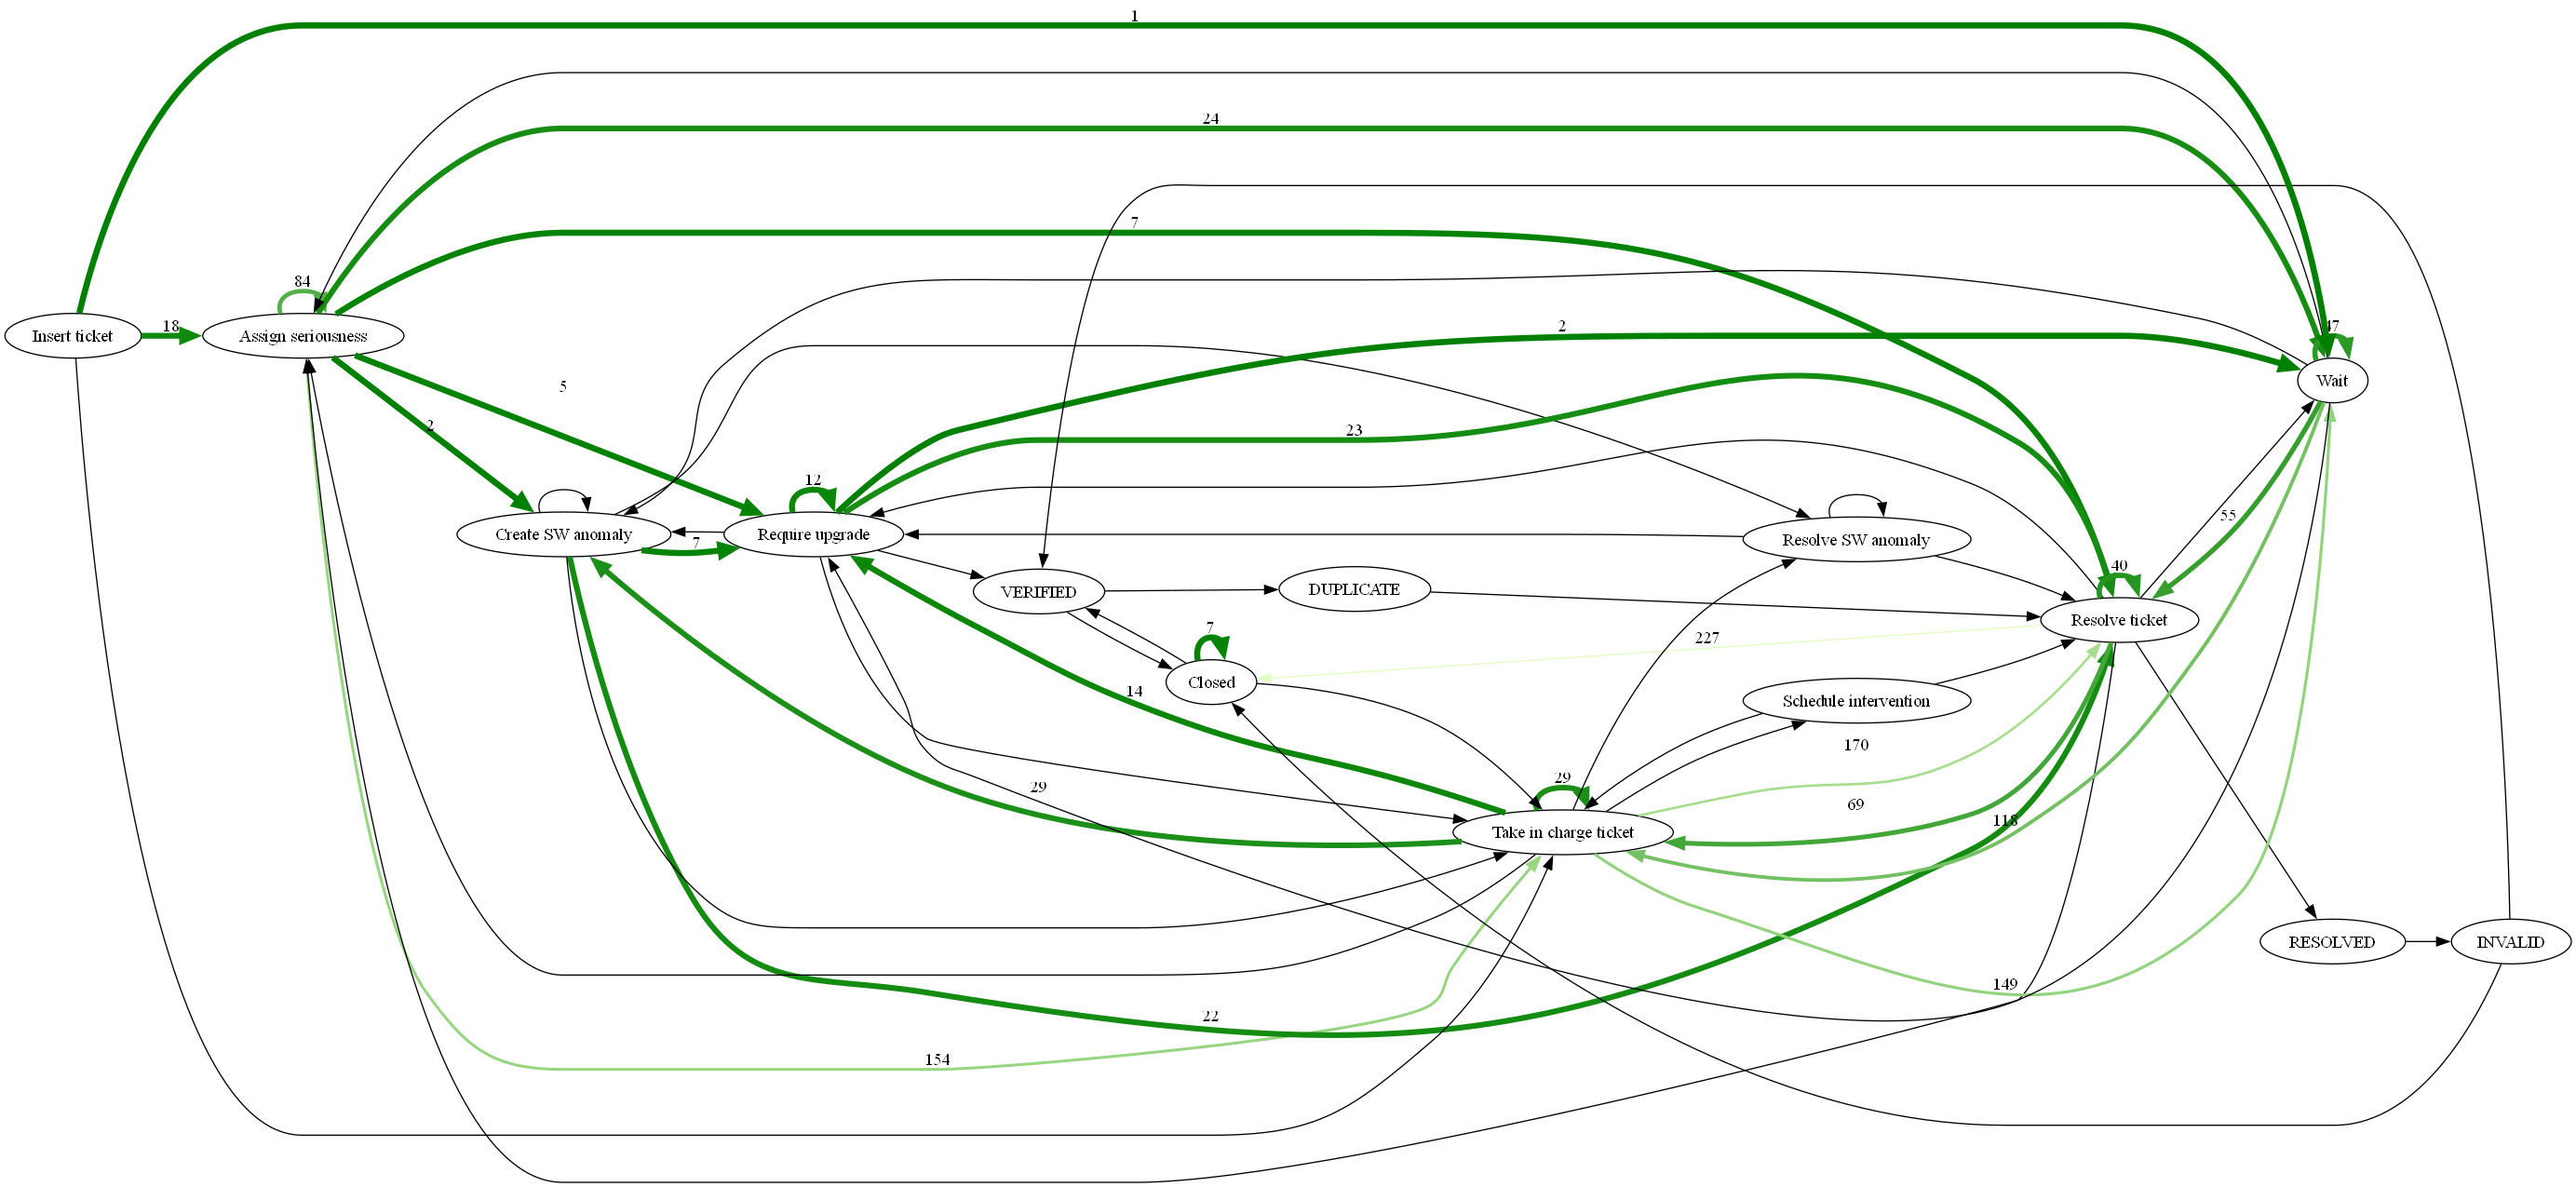 1
24
7
84
Insert ticket
18
Assign seriousness
2
47
Wait
5
2
23
12
55
Create SW anomaly
7
Require upgrade
Resolve SW anomaly
40
VERIFIED
DUPLICATE
Resolve ticket
7
227
Closed
14
Schedule intervention
170
29
29
69
118
Take in charge ticket
RESOLVED
INVALID
149
22
154